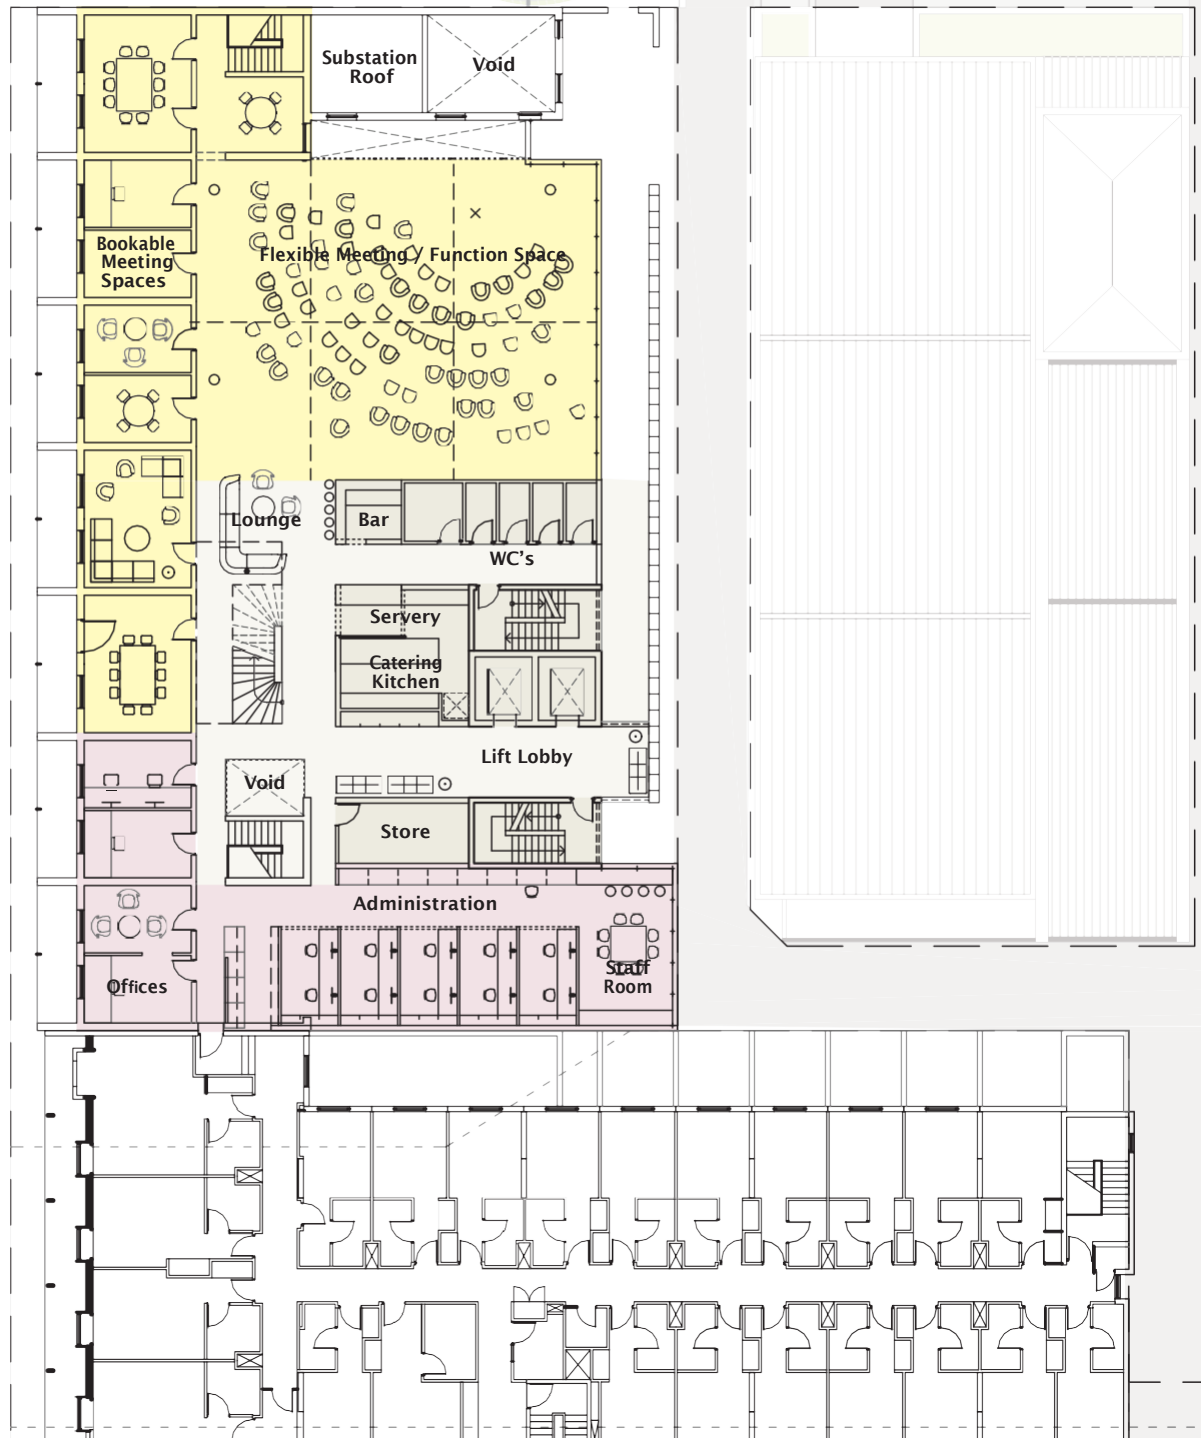 Substation
Roof
Void
Bookable
Meeting
Spaces
Flexible Meeting / Function Space
Lounge
Bar
WC's
Servery
Catering
Kitchen
Lift Lobby
Void
Store
Administration
Offices
Staff
Room